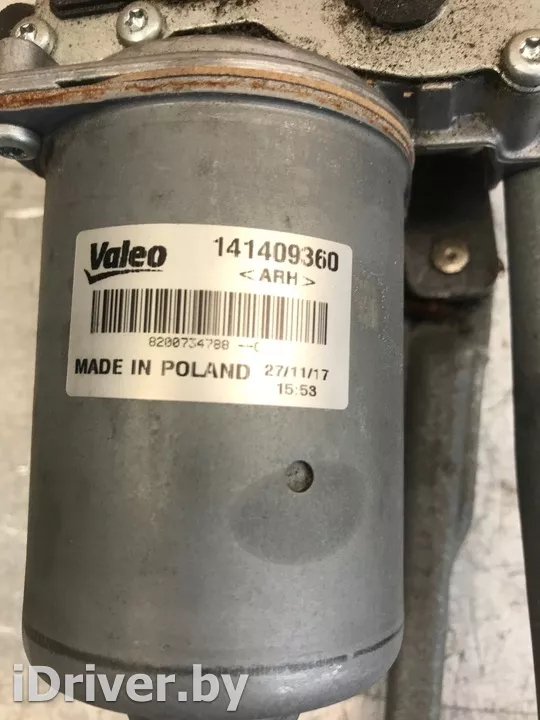 Valeo 141409360
<ARH>
8200734788
MADE IN POLAND 27/11/17
15:53
iDriver.by